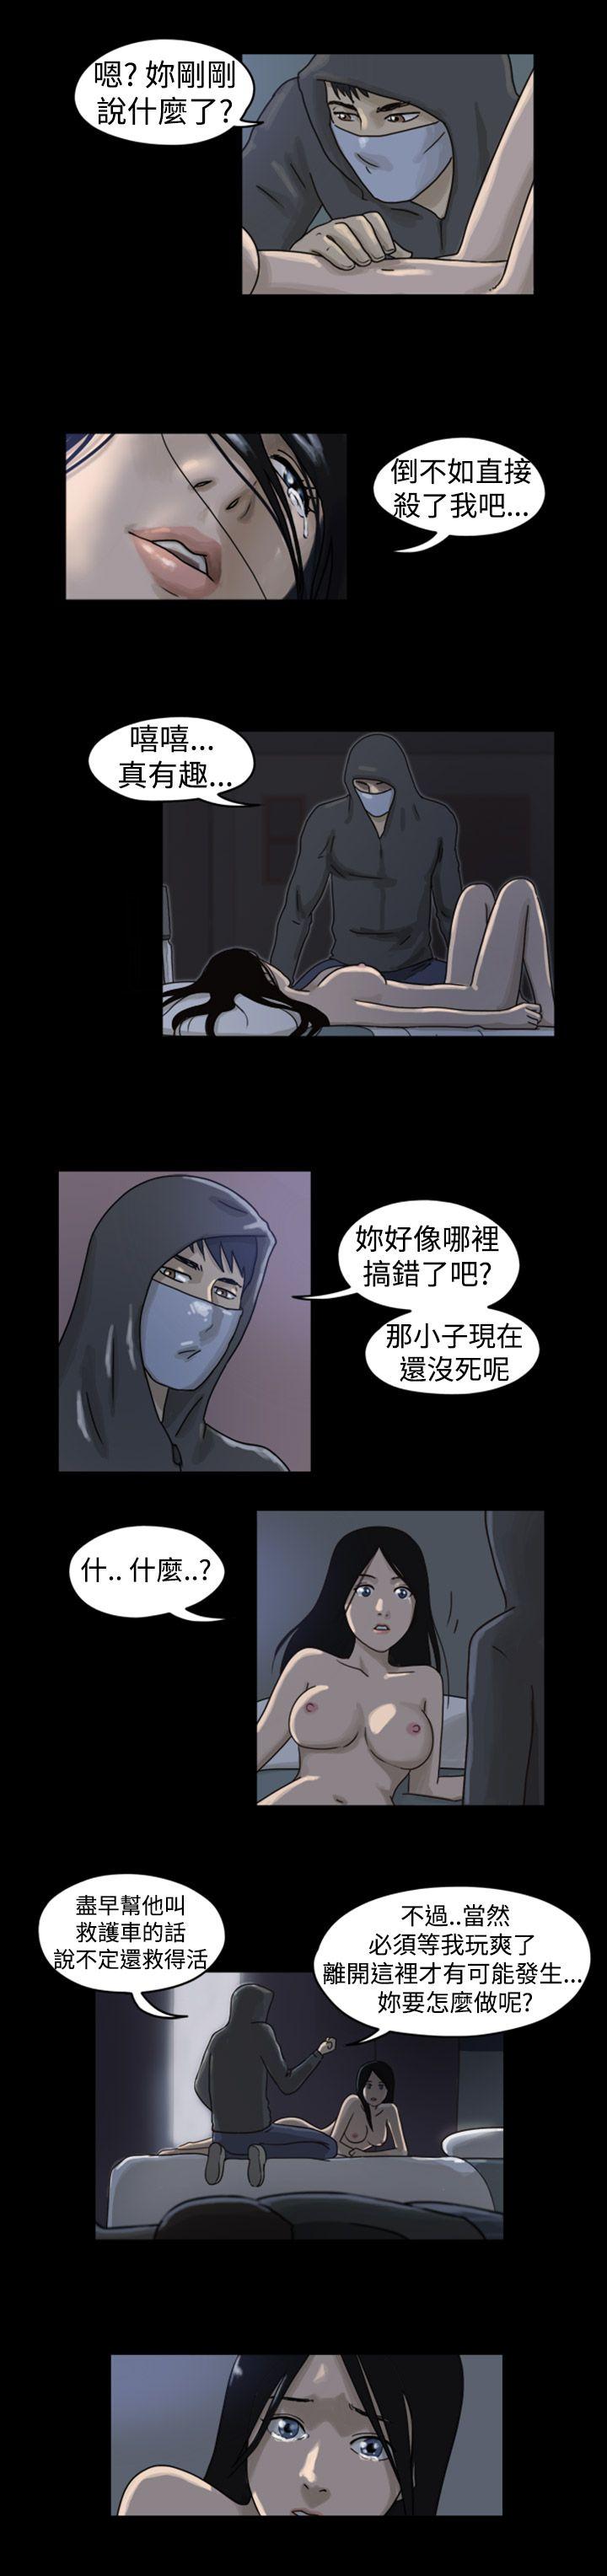 嗯? 妳剛剛
說什麼了?
倒不如直接
殺了我吧...
嘻嘻...
真有趣...
妳好像哪裡
搞錯了吧?
那小子現在
還沒死呢
什.. 什麼..?
盡早幫他叫
救護車的話
說不定還救得活
不過..當然
必須等我玩爽了
離開這裡才有可能發生...
妳要怎麼做呢?